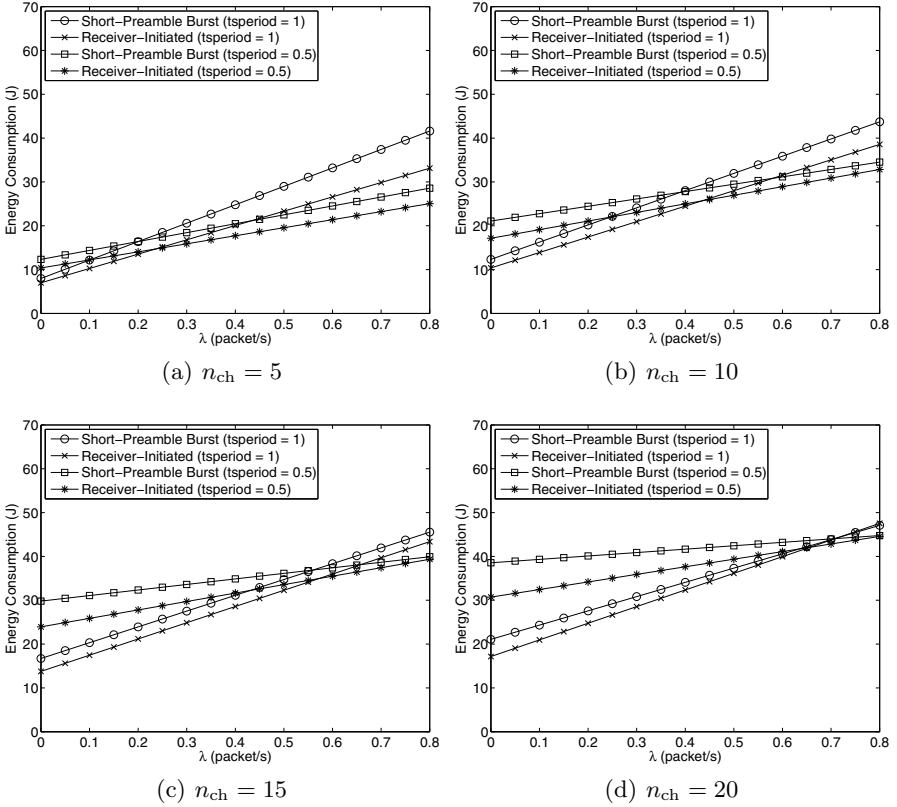 Short−Preamble Burst (tsperiod = 1)
Receiver−Initiated (tsperiod = 1)
Short−Preamble Burst (tsperiod = 0.5)
Receiver−Initiated (tsperiod = 0.5)
Energy Consumption (J)
70
60
50
40
30
20
10
0
0 0.1 0.2 0.3 0.4 0.5 0.6 0.7 0.8
λ (packet/s)
(a) n_ch = 5
Short−Preamble Burst (tsperiod = 1)
Receiver−Initiated (tsperiod = 1)
Short−Preamble Burst (tsperiod = 0.5)
Receiver−Initiated (tsperiod = 0.5)
Energy Consumption (J)
70
60
50
40
30
20
10
0
0 0.1 0.2 0.3 0.4 0.5 0.6 0.7 0.8
λ (packet/s)
(b) n_ch = 10
Short−Preamble Burst (tsperiod = 1)
Receiver−Initiated (tsperiod = 1)
Short−Preamble Burst (tsperiod = 0.5)
Receiver−Initiated (tsperiod = 0.5)
Energy Consumption (J)
70
60
50
40
30
20
10
0
0 0.1 0.2 0.3 0.4 0.5 0.6 0.7 0.8
λ (packet/s)
(c) n_ch = 15
Short−Preamble Burst (tsperiod = 1)
Receiver−Initiated (tsperiod = 1)
Short−Preamble Burst (tsperiod = 0.5)
Receiver−Initiated (tsperiod = 0.5)
Energy Consumption (J)
70
60
50
40
30
20
10
0
0 0.1 0.2 0.3 0.4 0.5 0.6 0.7 0.8
λ (packet/s)
(d) n_ch = 20